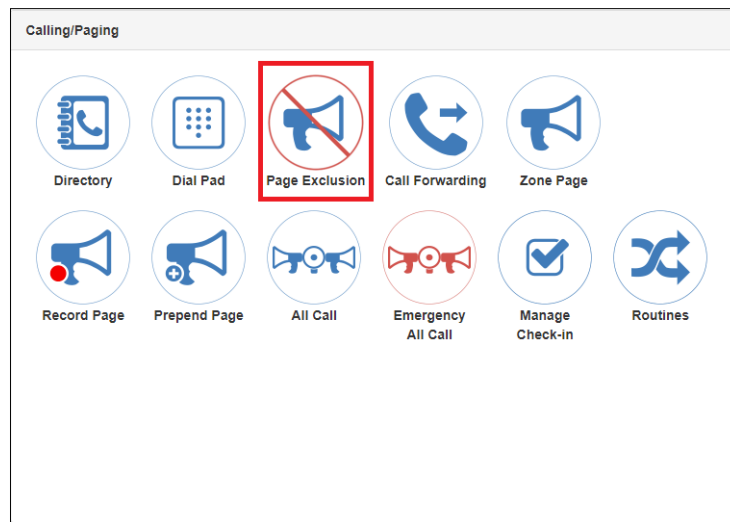 Calling/Paging
Directory
Dial Pad
Page Exclusion
Call Forwarding
Zone Page
Record Page
Prepend Page
All Call
Emergency
All Call
Manage
Check-in
Routines